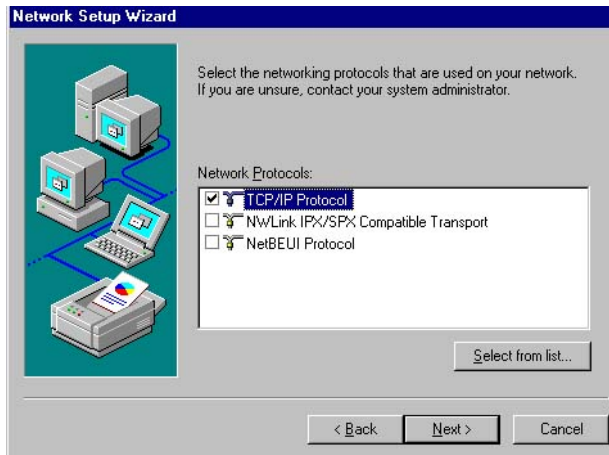 Network Setup Wizard
Select the networking protocols that are used on your network.
If you are unsure, contact your system administrator.
Network Protocols:
TCP/IP Protocol
NWLink IPX/SPX Compatible Transport
NetBEUI Protocol
Select from list...
< Back
Next >
Cancel